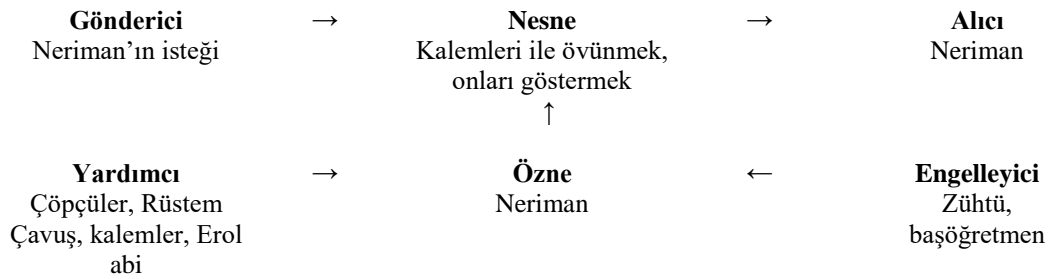 Gönderici → Nesne → Alıcı
Neriman’ın isteği Kalemleri ile övünmek, Neriman
onları göstermek
↑
Yardımcı → Özne ← Engelleyici
Çöpçüler, Rüstem Neriman Zühtü,
Çavuş, kalemler, Erol başöğretmen
abi